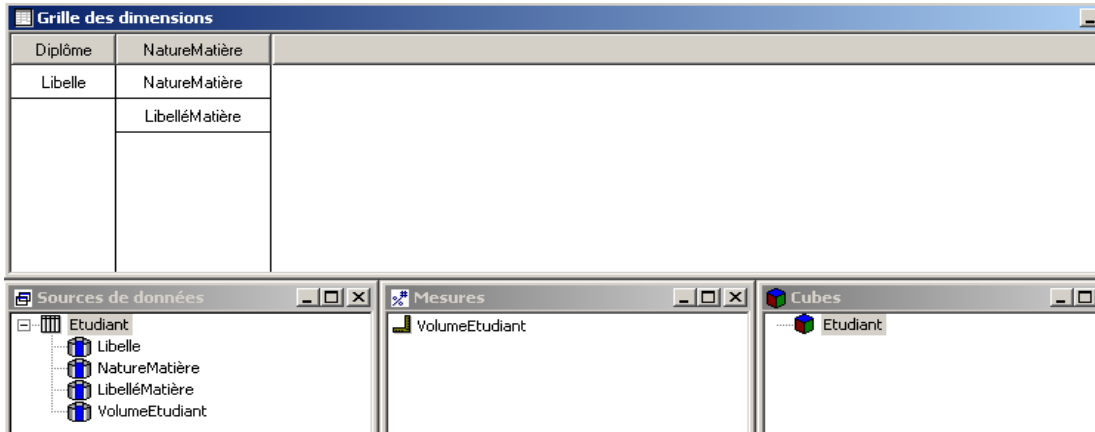 Grille des dimensions
Diplôme NatureMatière
Libelle NatureMatière
LibelléMatière
Sources de données
Etudiant
Libelle
NatureMatière
LibelléMatière
VolumeEtudiant
Mesures
VolumeEtudiant
Cubes
Etudiant